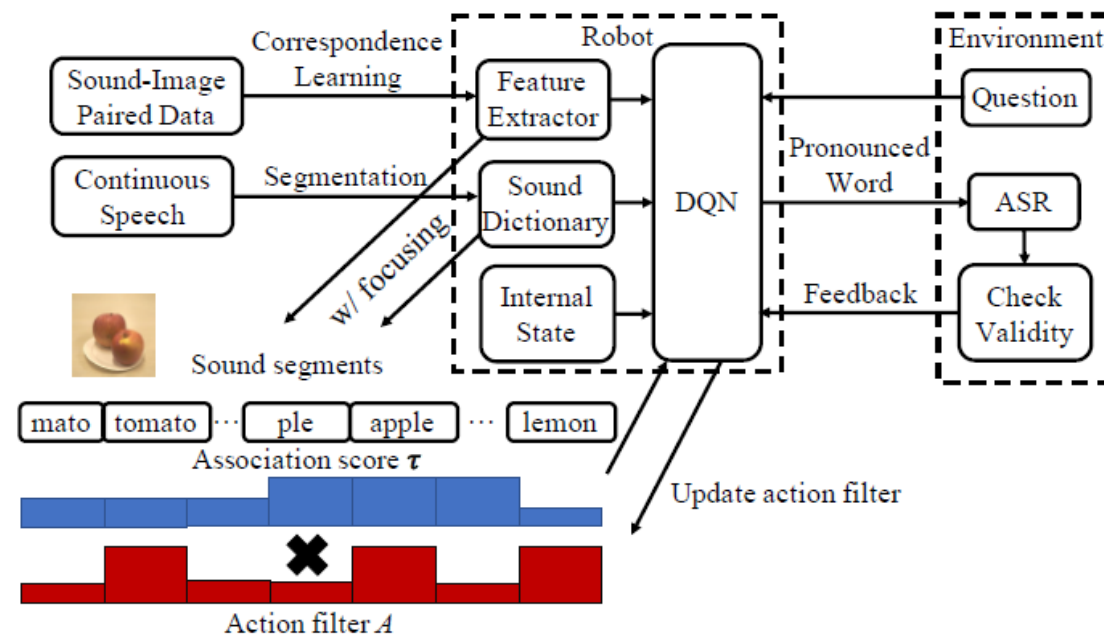 Correspondence
Learning
Robot
Environment
Sound-Image
Paired Data
Feature
Extractor
Question
Continuous
Speech
Segmentation
Sound
Dictionary
DQN
Pronounced
Word
ASR
w/ focusing
Internal
State
Feedback
Check
Validity
Sound segments
mato tomato ... ple apple ... lemon
Association score τ
Update action filter
Action filter A